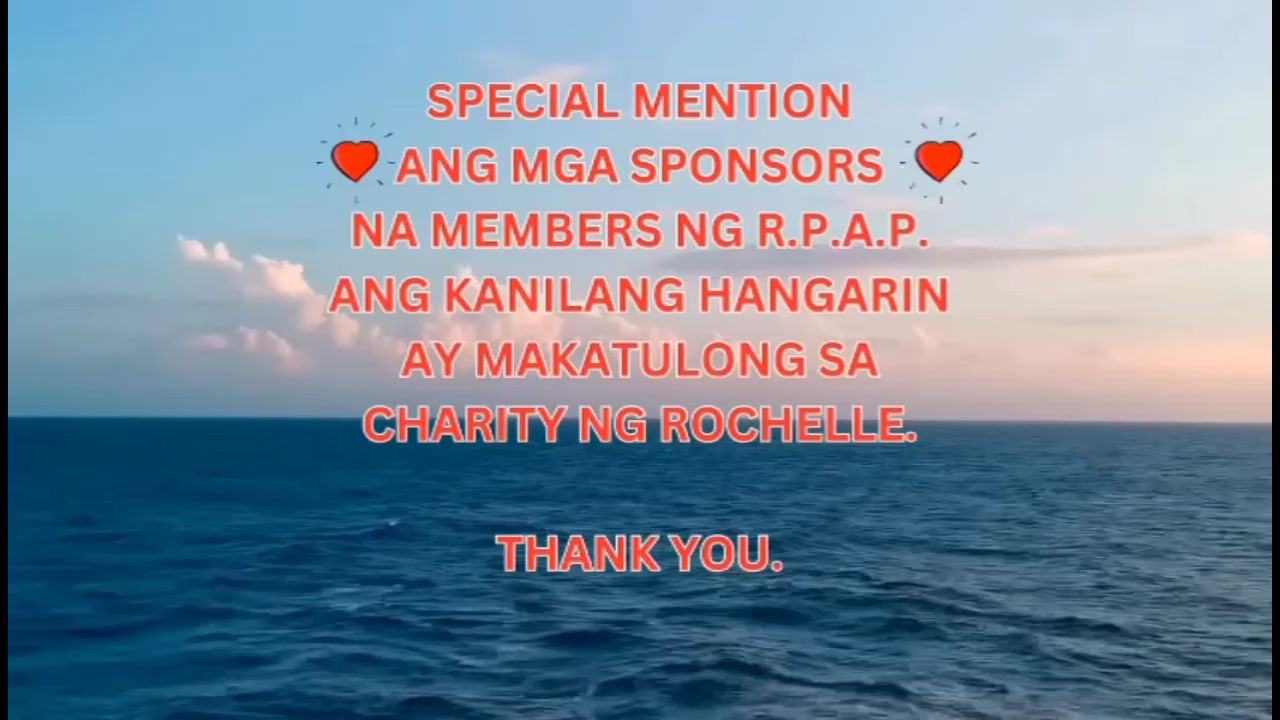 SPECIAL MENTION
ANG MGA SPONSORS
NA MEMBERS NG R.P.A.P.
ANG KANILANG HANGARIN
AY MAKATULONG SA
CHARITY NG ROCHELLE.
THANK YOU.